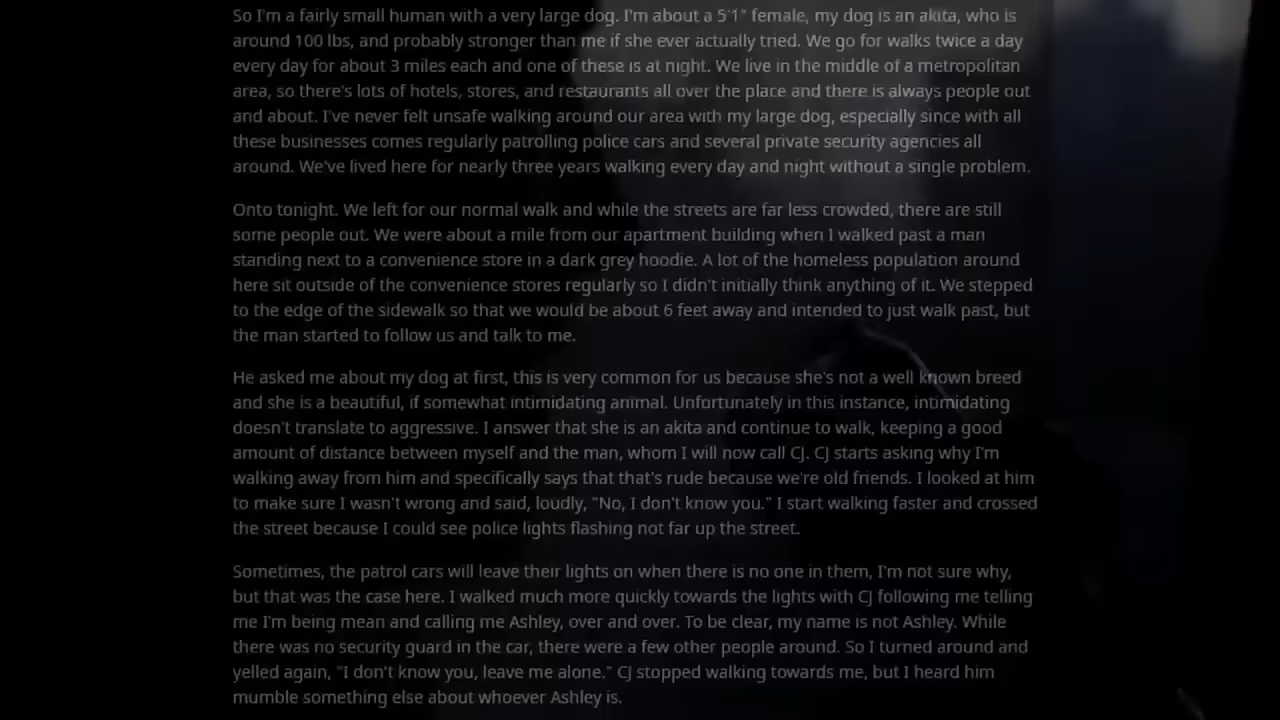 So I'm a fairly small human with a very large dog. I'm about a 5'1" female, my dog is an akita, who is
around 100 lbs, and probably stronger than me if she ever actually tried. We go for walks twice a day
every day for about 3 miles each and one of these is at night. We live in the middle of a metropolitan
area, so there's lots of hotels, stores, and restaurants all over the place and there is always people out
and about. I've never felt unsafe walking around our area with my large dog, especially since with all
these businesses comes regularly patrolling police cars and several private security agencies all
around. We've lived here for nearly three years walking every day and night without a single problem.
Onto tonight. We left for our normal walk and while the streets are far less crowded, there are still
some people out. We were about a mile from our apartment building when I walked past a man
standing next to a convenience store in a dark grey hoodie. A lot of the homeless population around
here sit outside of the convenience stores regularly so I didn't initially think anything of it. We stepped
to the edge of the sidewalk so that we would be about 6 feet away and intended to just walk past, but
the man started to follow us and talk to me.
He asked me about my dog at first, this is very common for us because she's not a well known breed
and she is a beautiful, if somewhat intimidating animal. Unfortunately in this instance, intimidating
doesn't translate to aggressive. I answer that she is an akita and continue to walk, keeping a good
amount of distance between myself and the man, whom I will now call CJ. CJ starts asking why I'm
walking away from him and specifically says that that's rude because we're old friends. I looked at him
to make sure I wasn't wrong and said, loudly, "No, I don't know you." I start walking faster and crossed
the street because I could see police lights flashing not far up the street.
Sometimes, the patrol cars will leave their lights on when there is no one in them, I'm not sure why,
but that was the case here. I walked much more quickly towards the lights with CJ following me telling
me I'm being mean and calling me Ashley, over and over. To be clear, my name is not Ashley. While
there was no security guard in the car, there were a few other people around. So I turned around and
yelled again, "I don't know you, leave me alone." CJ stopped walking towards me, but I heard him
mumble something else about whoever Ashley is.